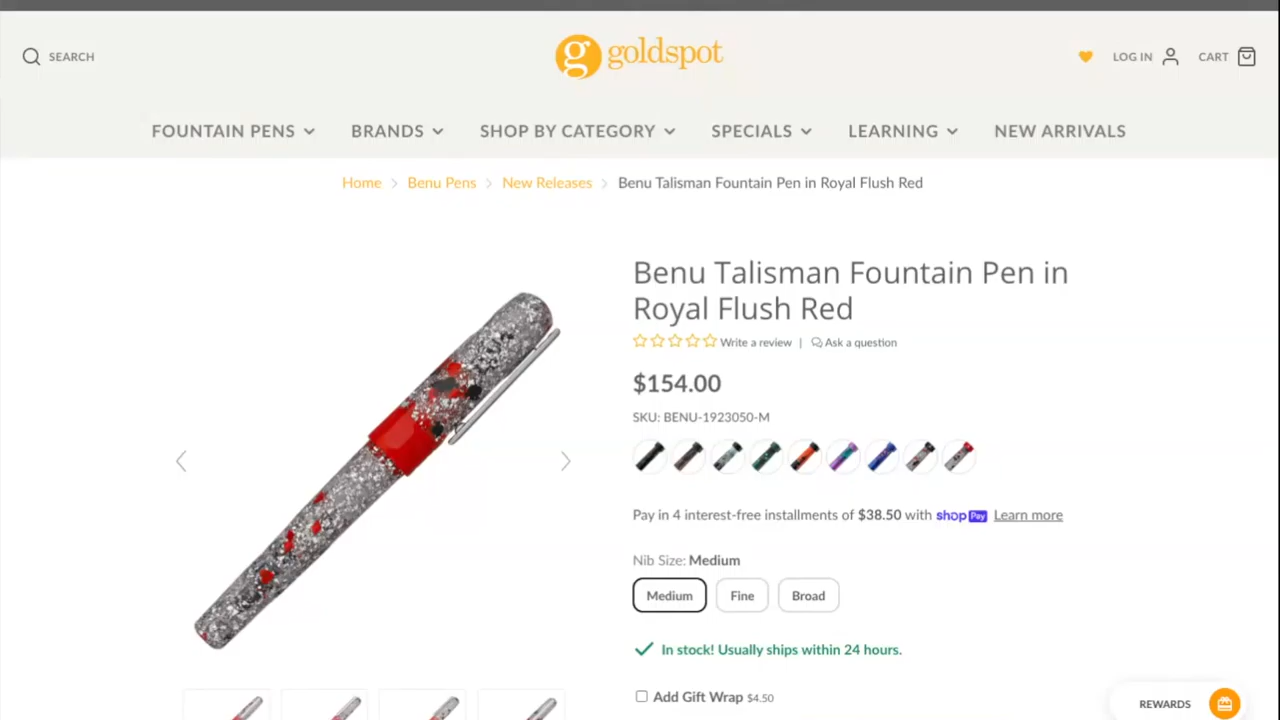 SEARCH
g goldspot
LOG IN
CART
FOUNTAIN PENS
BRANDS
SHOP BY CATEGORY
SPECIALS
LEARNING
NEW ARRIVALS
Home > Benu Pens > New Releases > Benu Talisman Fountain Pen in Royal Flush Red
Benu Talisman Fountain Pen in
Royal Flush Red
Write a review | Ask a question
$154.00
SKU: BENU-1923050-M
Pay in 4 interest-free installments of $38.50 with shop Pay Learn more
Nib Size: Medium
Medium
Fine
Broad
In stock! Usually ships within 24 hours.
Add Gift Wrap $4.50
REWARDS